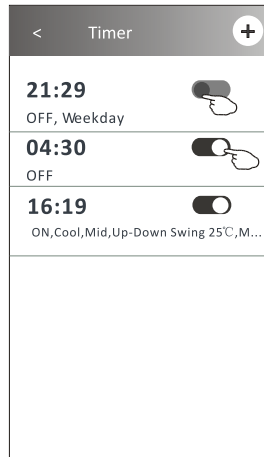 < Timer +
21:29
OFF, Weekday
04:30
OFF
16:19
ON,Cool,Mid,Up-Down Swing 25℃,M...